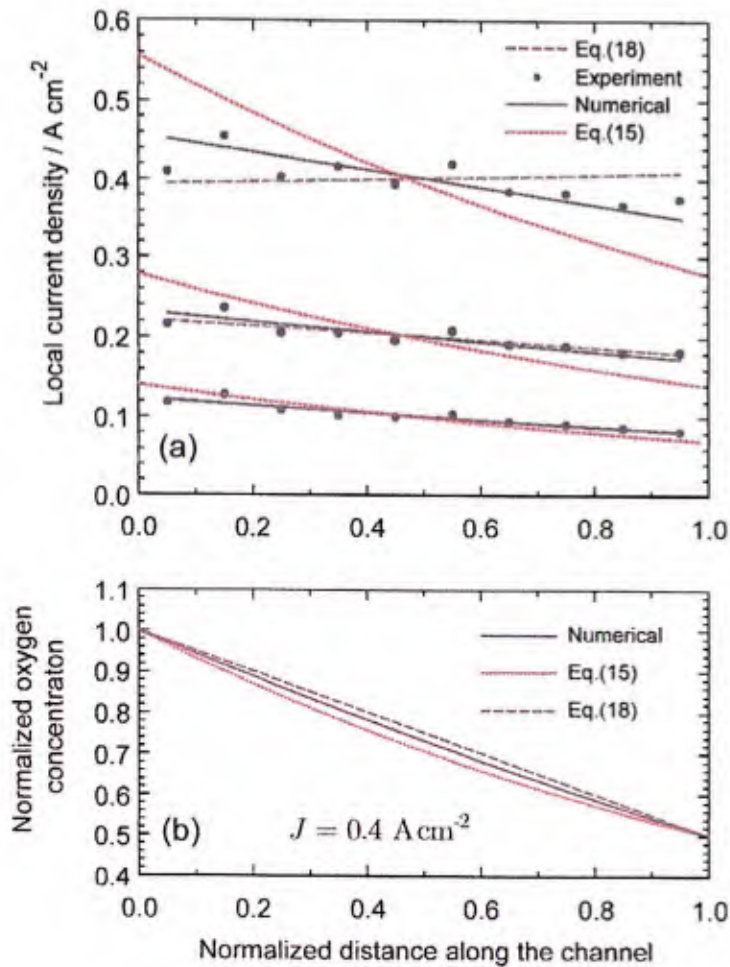 0.6
0.5
0.4
0.3
0.2
0.1
0.0
Local current density / A cm-2
Eq.(18)
Experiment
Numerical
Eq.(15)
(a)
0.0 0.2 0.4 0.6 0.8 1.0
1.1
1.0
0.9
0.8
0.7
0.6
0.5
0.4
Normalized oxygen
concentraton
Numerical
Eq.(15)
Eq.(18)
(b) J = 0.4 A cm-2
0.0 0.2 0.4 0.6 0.8 1.0
Normalized distance along the channel